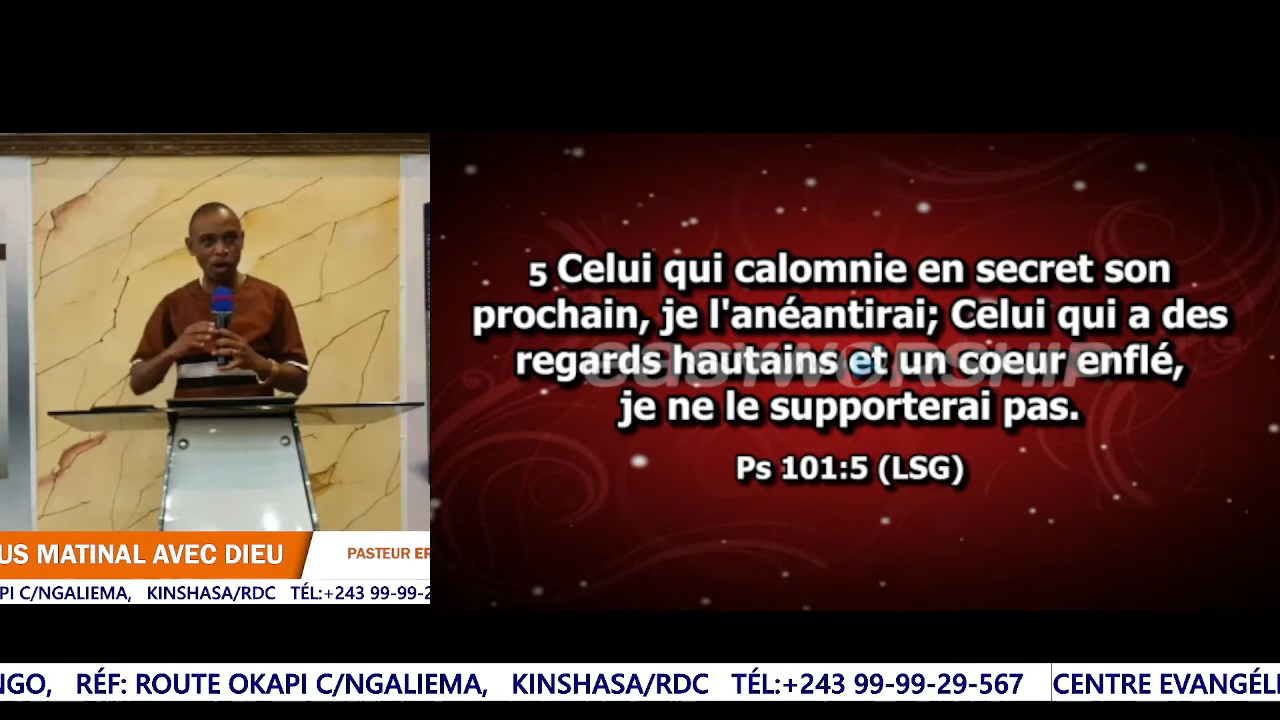 5 Celui qui calomnie en secret son
prochain, je l'anéantirai; Celui qui a des
regards hautains et un coeur enflé,
je ne le supporterai pas.
Ps 101:5 (LSG)
EASYWORSHIP
US MATINAL AVEC DIEU
PASTEUR ER
PI C/NGALIEMA, KINSHASA/RDC TÉL:+243 99-99-2
NGO, RÉF: ROUTE OKAPI C/NGALIEMA, KINSHASA/RDC TÉL:+243 99-99-29-567 CENTRE EVANGÉLI